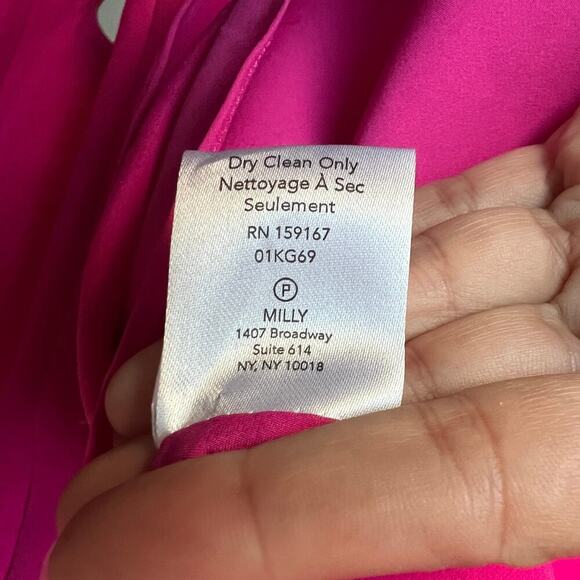 Dry Clean Only
Nettoyage À Sec
Seulement
RN 159167
01KG69
P
MILLY
1407 Broadway
Suite 614
NY, NY 10018